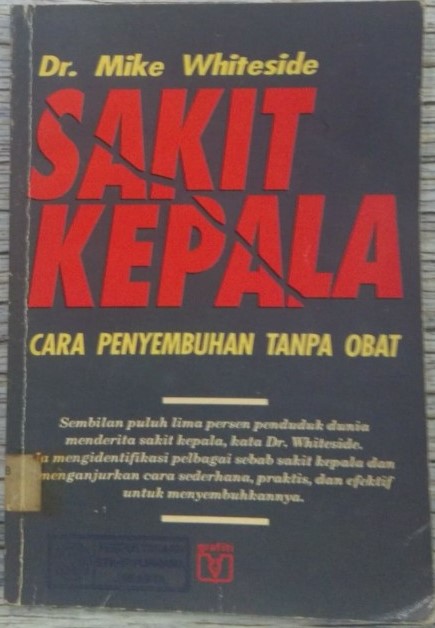 Dr. Mike Whiteside
SAKIT
KEPALA
CARA PENYEMBUHAN TANPA OBAT
Sembilan puluh lima persen penduduk dunia
menderita sakit kepala, kata Dr. Whiteside.
Ia mengidentifikasi pelbagai sebab sakit kepala dan
menganjurkan cara sederhana, praktis, dan efektif
untuk menyembuhkannya.